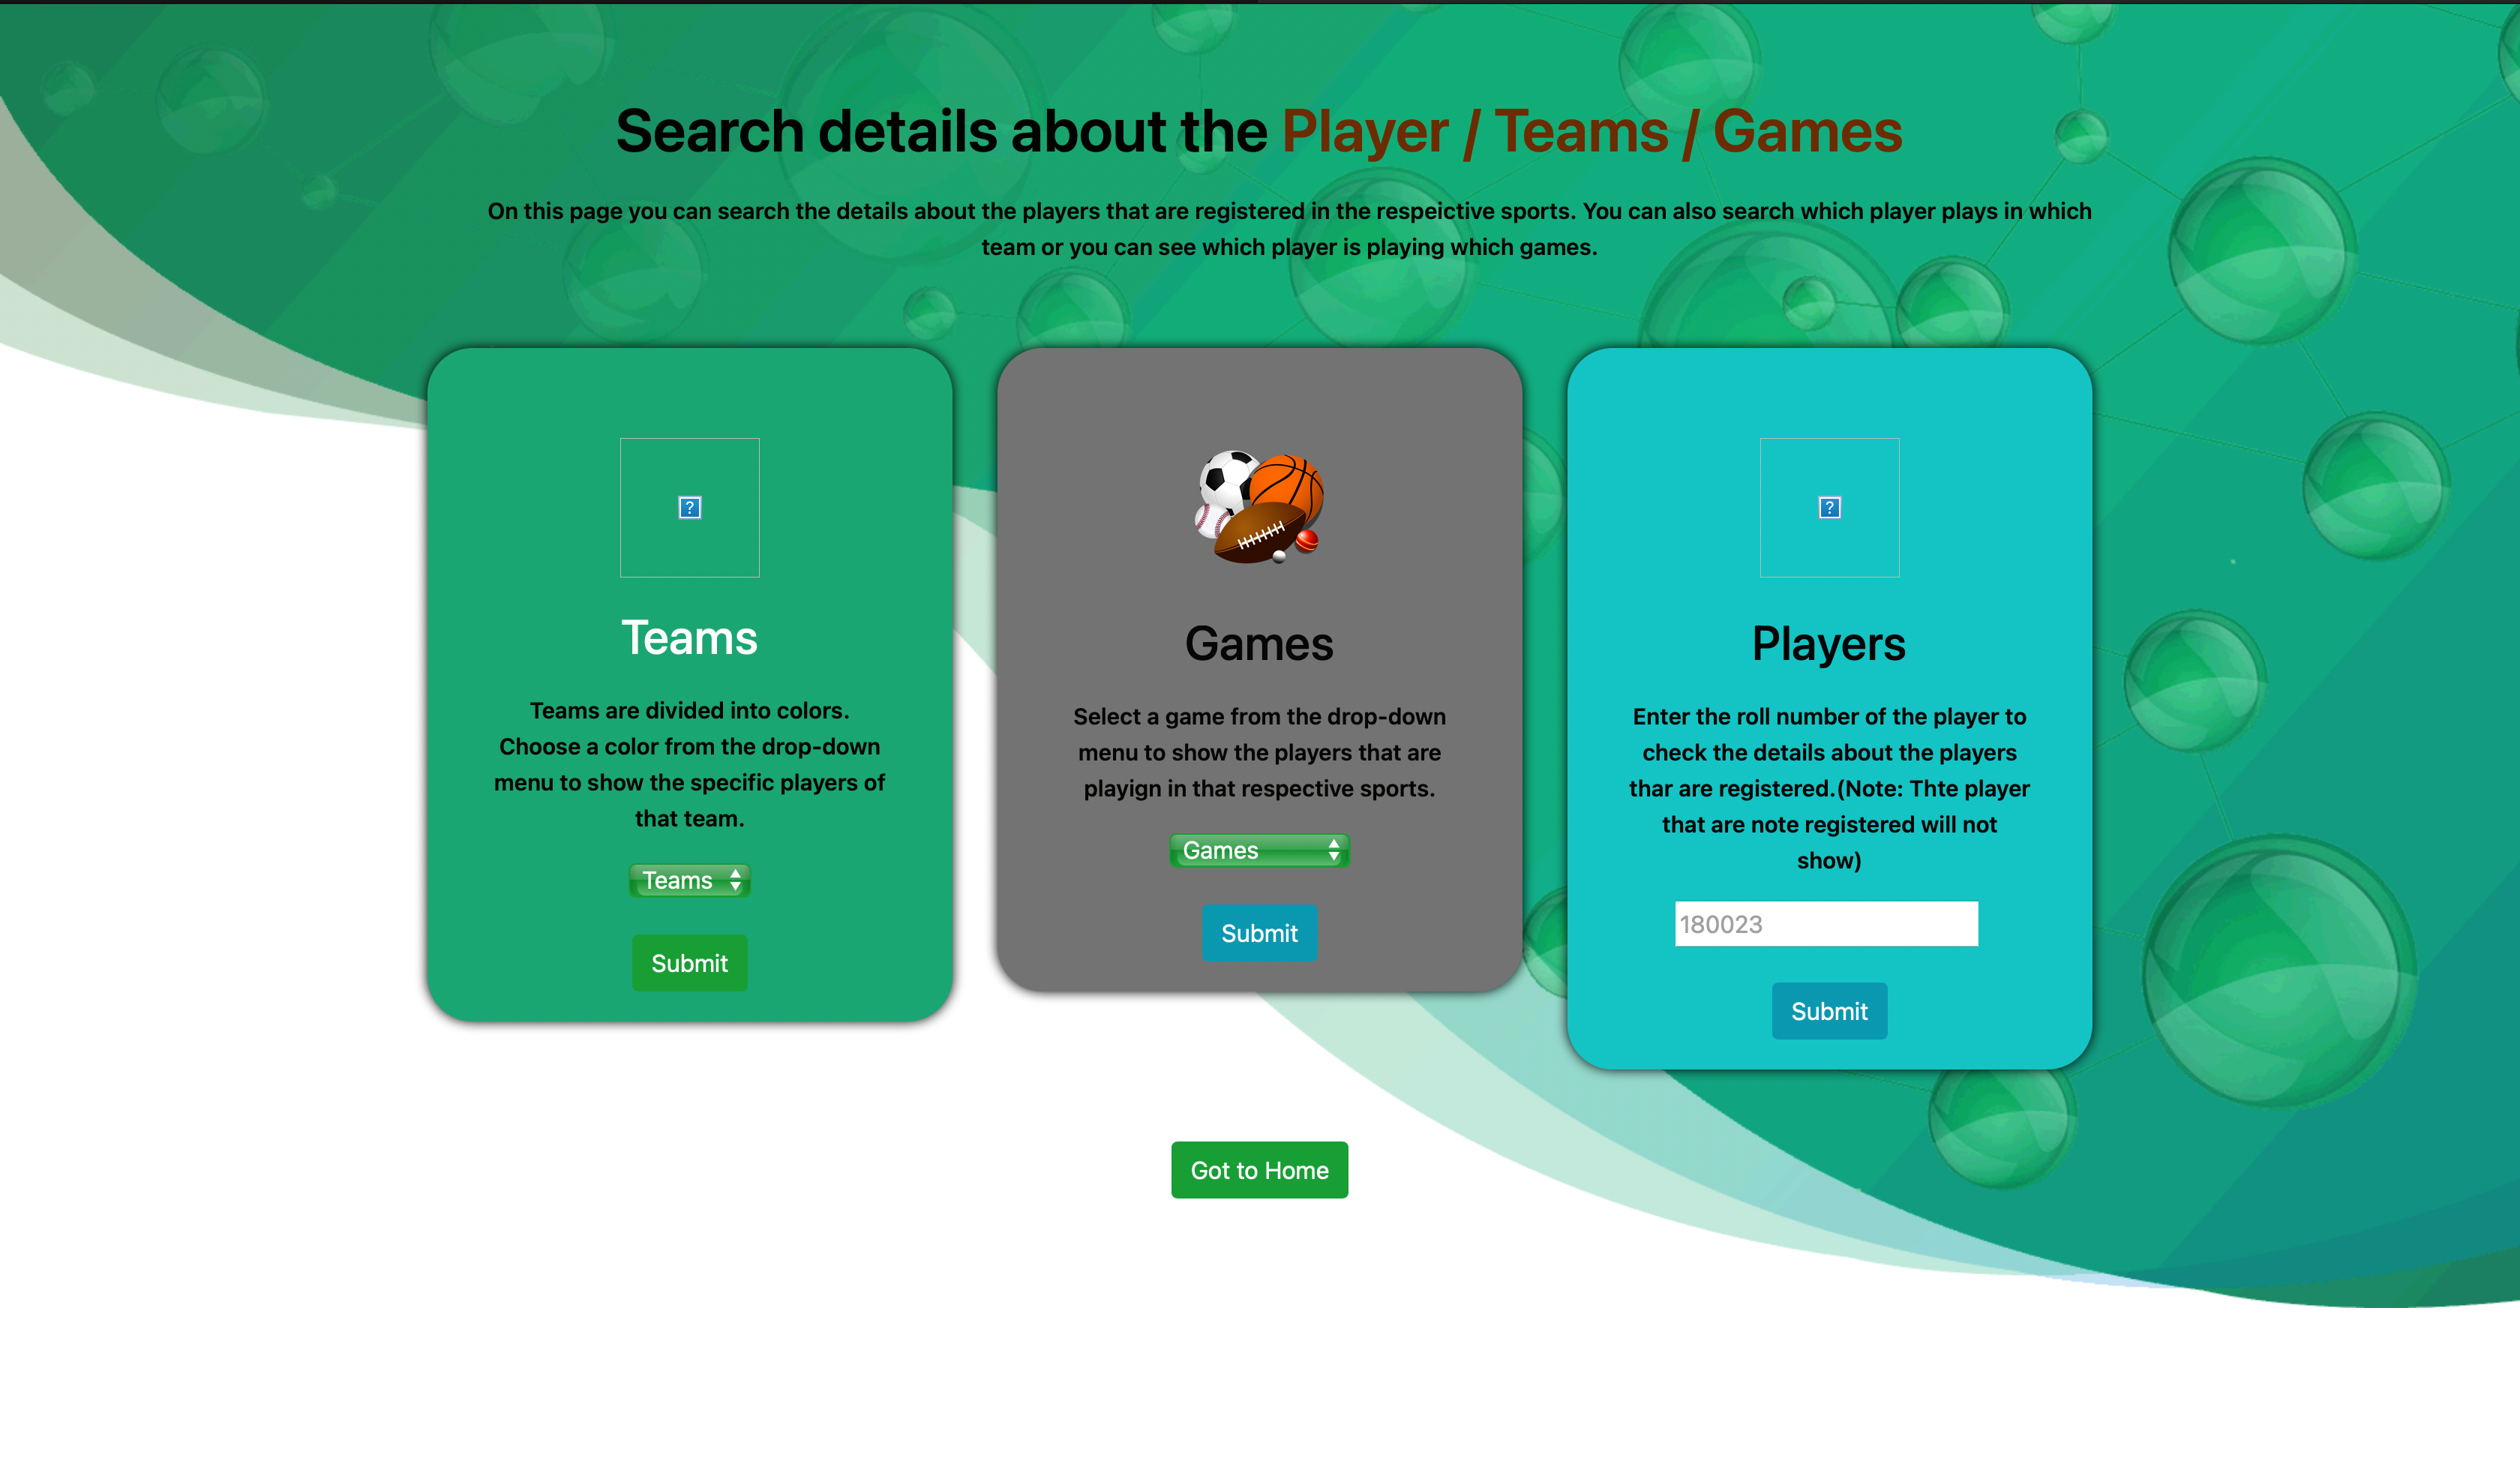 Search details about the Player / Teams / Games
On this page you can search the details about the players that are registered in the respeictive sports. You can also search which player plays in which
team or you can see which player is playing which games.
Teams
Teams are divided into colors.
Choose a color from the drop-down
menu to show the specific players of
that team.
Teams
Submit
Games
Select a game from the drop-down
menu to show the players that are
playign in that respective sports.
Games
Submit
Players
Enter the roll number of the player to
check the details about the players
thar are registered.(Note: Thte player
that are note registered will not
show)
180023
Submit
Got to Home